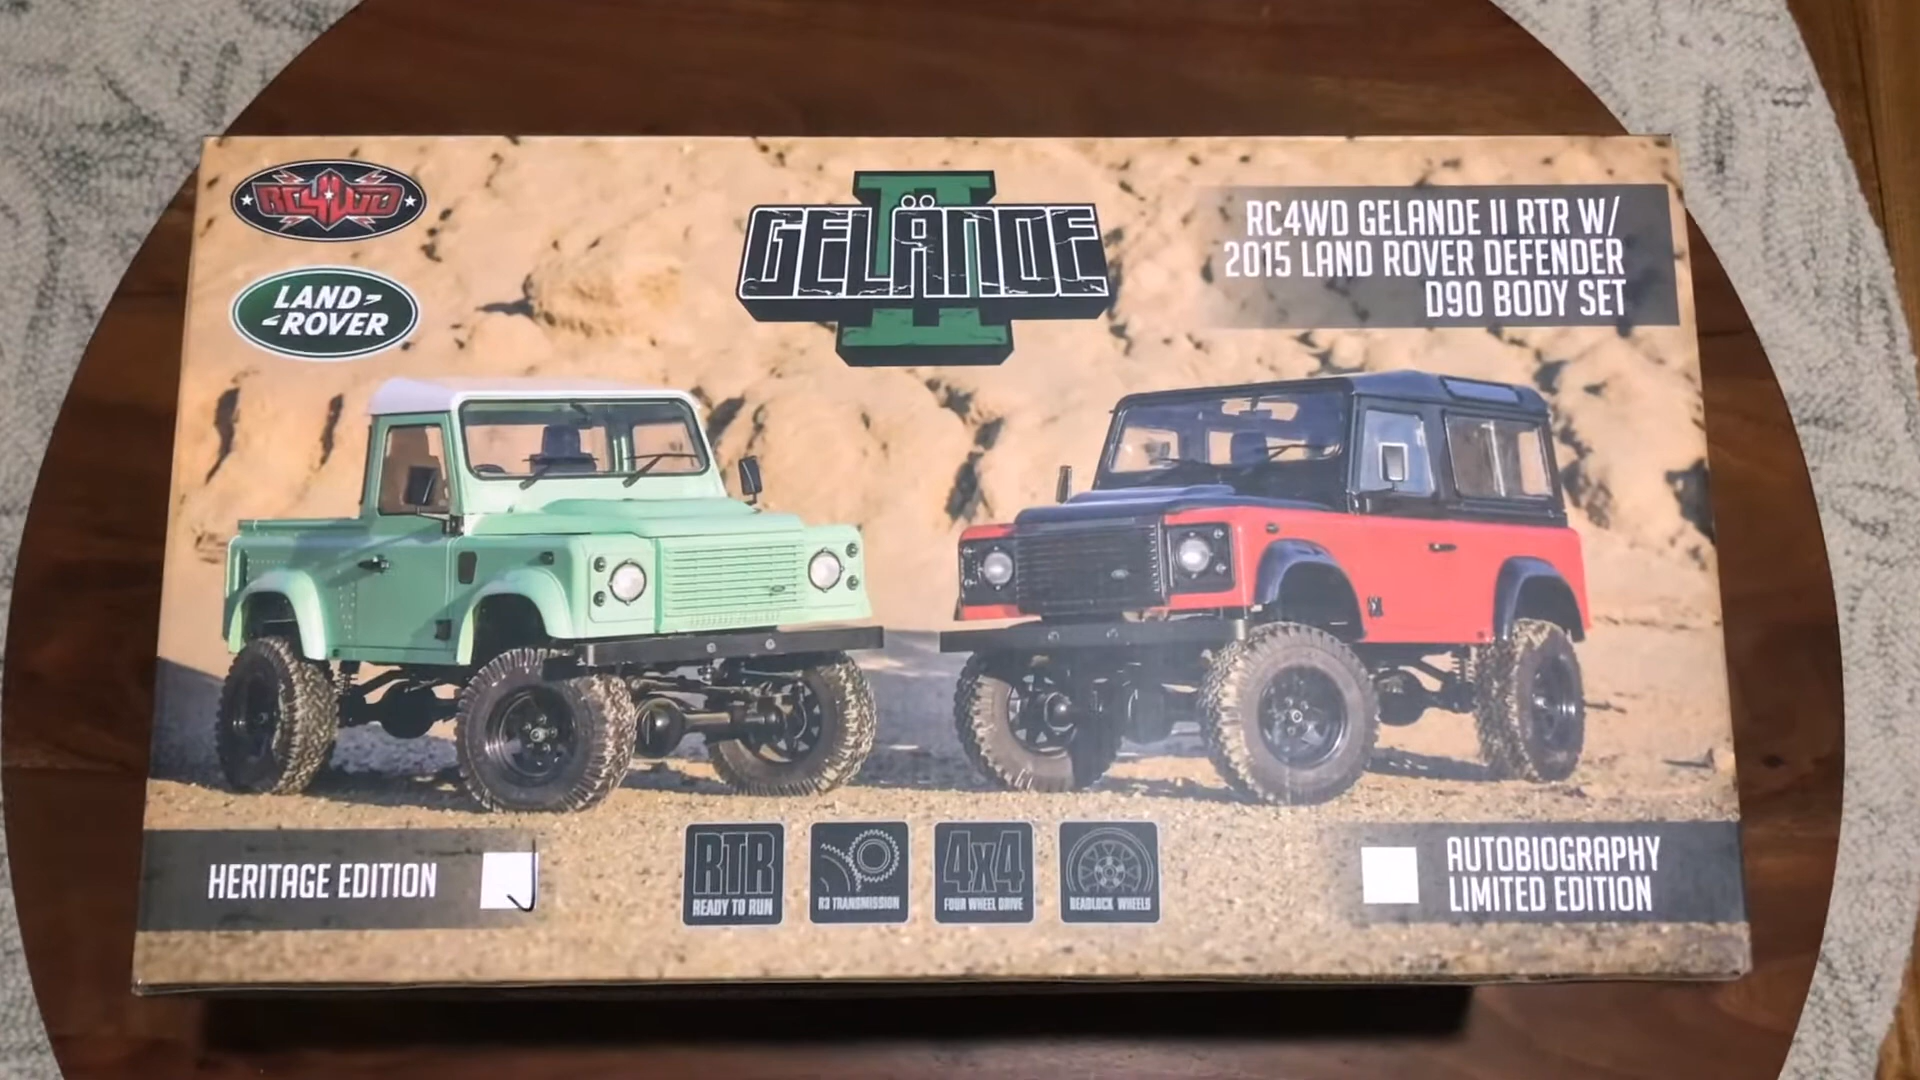 RC4WD
LAND-
-ROVER
GELÄNDE
II
RC4WD GELANDE II RTR W/
2015 LAND ROVER DEFENDER
D90 BODY SET
HERITAGE EDITION
RTR
READY TO RUN
R3 TRANSMISSION
4x4
FOUR WHEEL DRIVE
BEADLOCK WHEELS
AUTOBIOGRAPHY
LIMITED EDITION